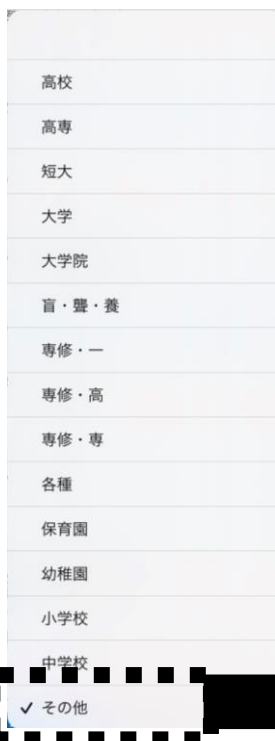 高校
高専
短大
大学
大学院
盲・聾・養
専修・一
専修・高
専修・専
各種
保育園
幼稚園
小学校
中学校
✓ その他